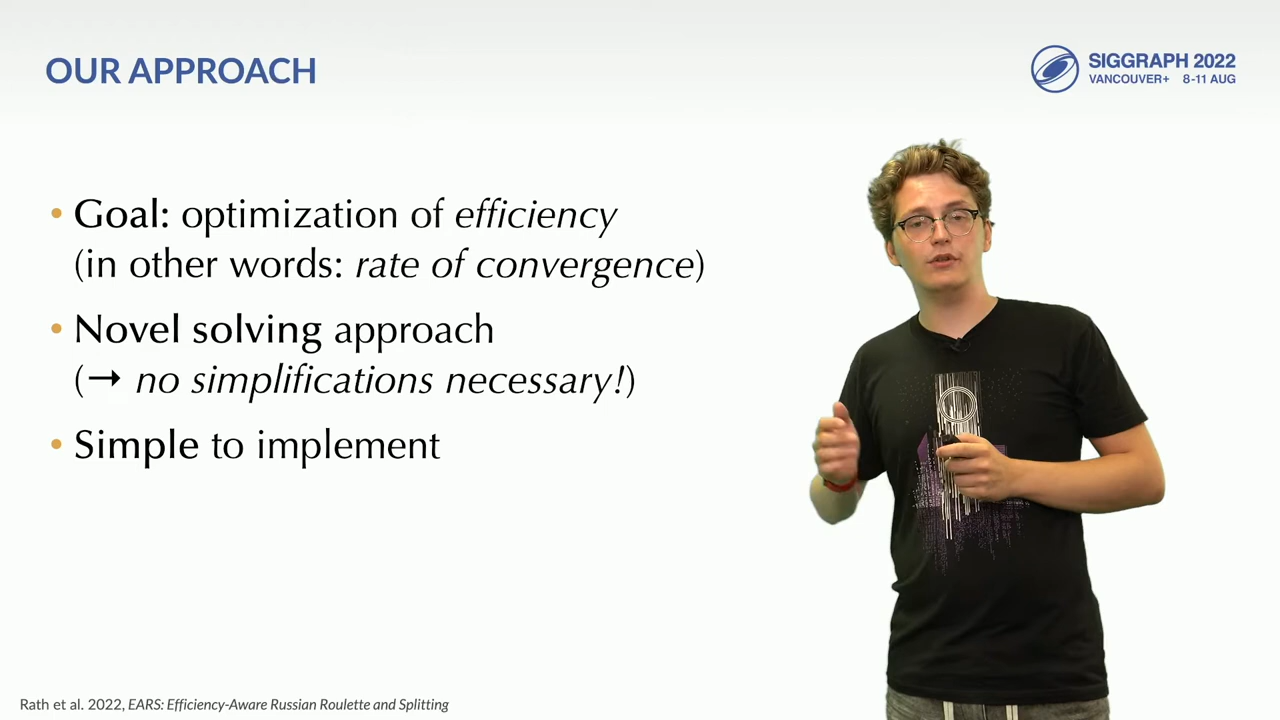 OUR APPROACH
SIGGRAPH 2022
VANCOUVER+ 8-11 AUG
• Goal: optimization of efficiency
(in other words: rate of convergence)
• Novel solving approach
(→ no simplifications necessary!)
• Simple to implement
Rath et al. 2022, EARS: Efficiency-Aware Russian Roulette and Splitting